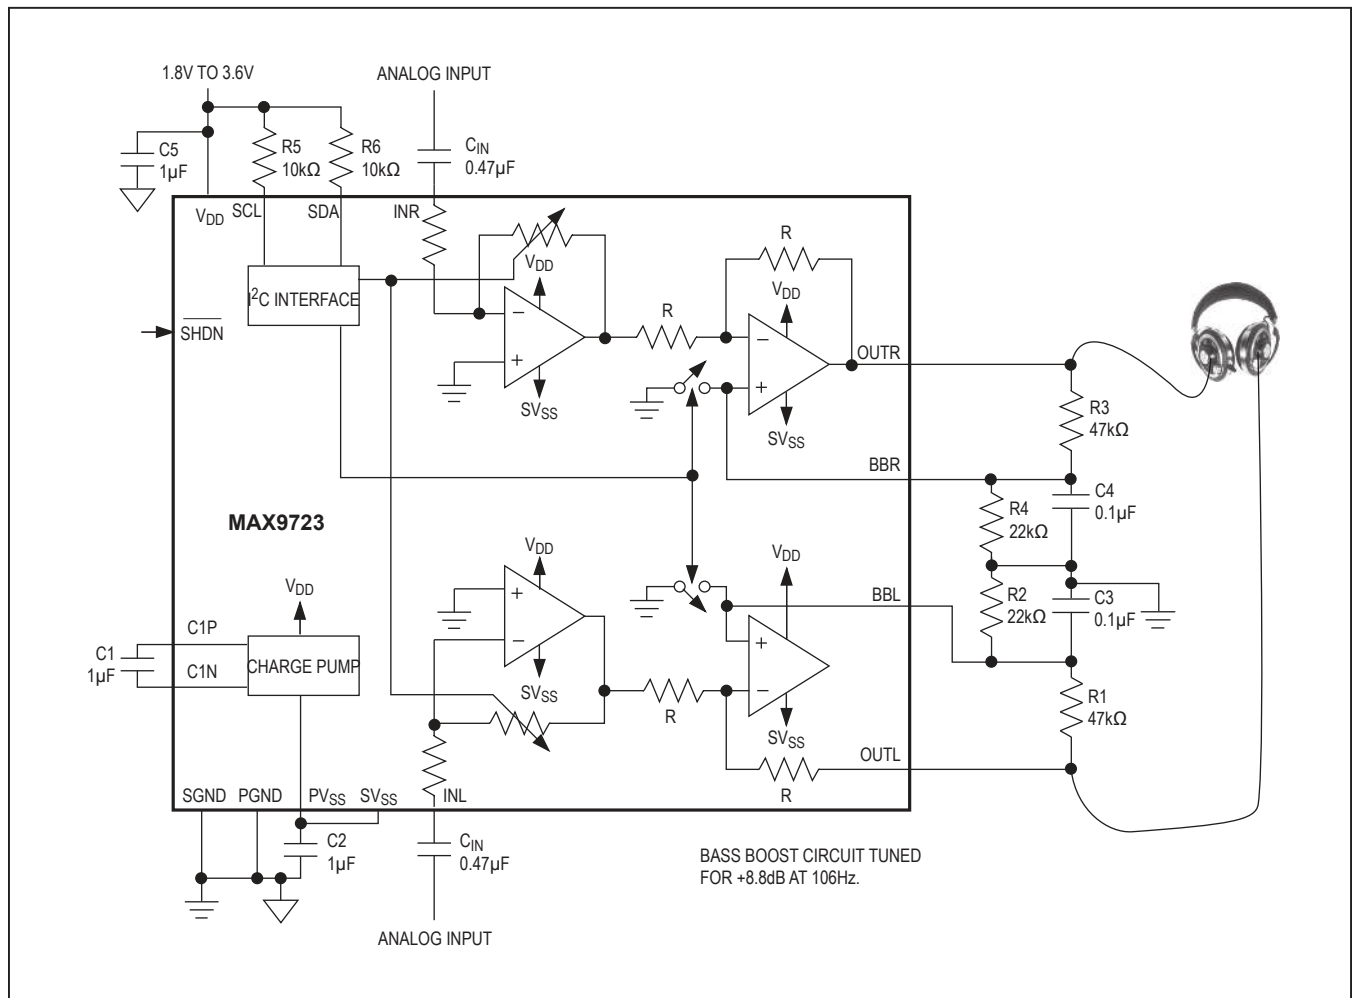 1.8V TO 3.6V
ANALOG INPUT
C5
1µF
R5
10kΩ
R6
10kΩ
CIN
0.47µF
VDD
SCL
SDA
INR
I2C INTERFACE
SHDN
VDD
−
+
SVSS
R
R
VDD
−
+
SVSS
OUTR
R3
47kΩ
BBR
C4
0.1µF
R4
22kΩ
MAX9723
VDD
C1P
C1
1µF
C1N
CHARGE PUMP
VDD
+
−
SVSS
R
VDD
+
−
SVSS
R
BBL
R2
22kΩ
C3
0.1µF
R1
47kΩ
OUTL
SGND
PGND
PVSS
SVSS
INL
C2
1µF
CIN
0.47µF
ANALOG INPUT
BASS BOOST CIRCUIT TUNED
FOR +8.8dB AT 106Hz.